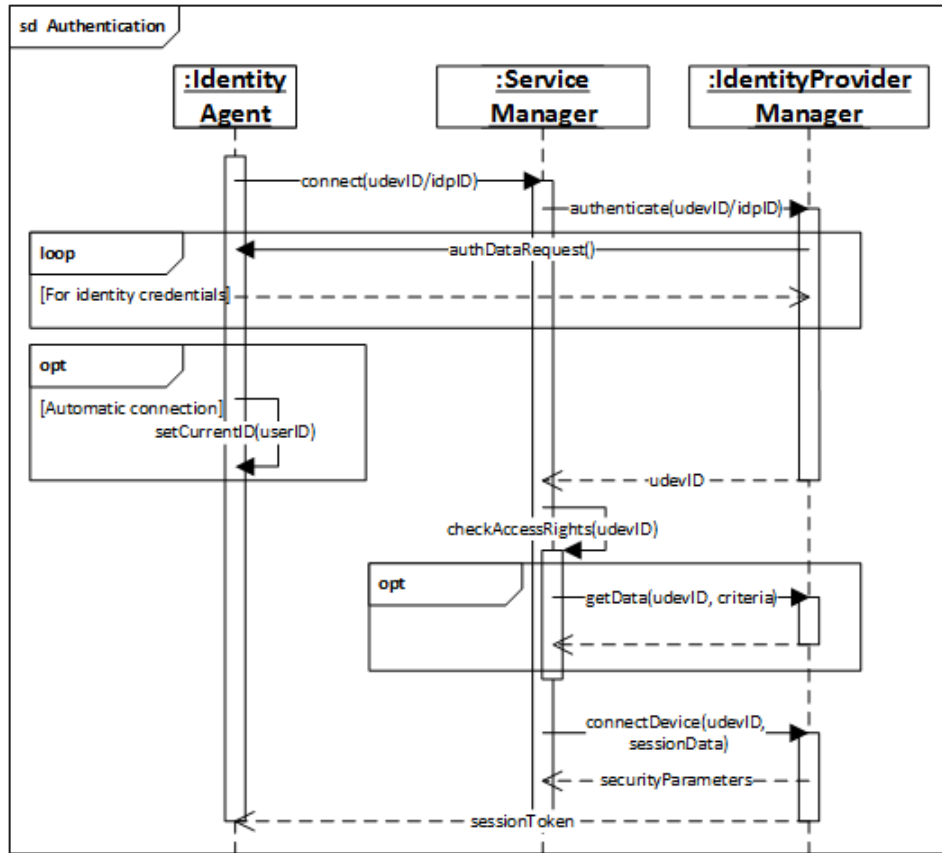 sd Authentication
:Identity
Agent
:Service
Manager
:IdentityProvider
Manager
connect(udevID/idpID)
authenticate(udevID/idpID)
loop
authDataRequest()
[For identity credentials]
opt
[Automatic connection]
setCurrentID(userID)
udevID
checkAccessRights(udevID)
opt
getData(udevID, criteria)
connectDevice(udevID,
sessionData)
securityParameters
sessionToken